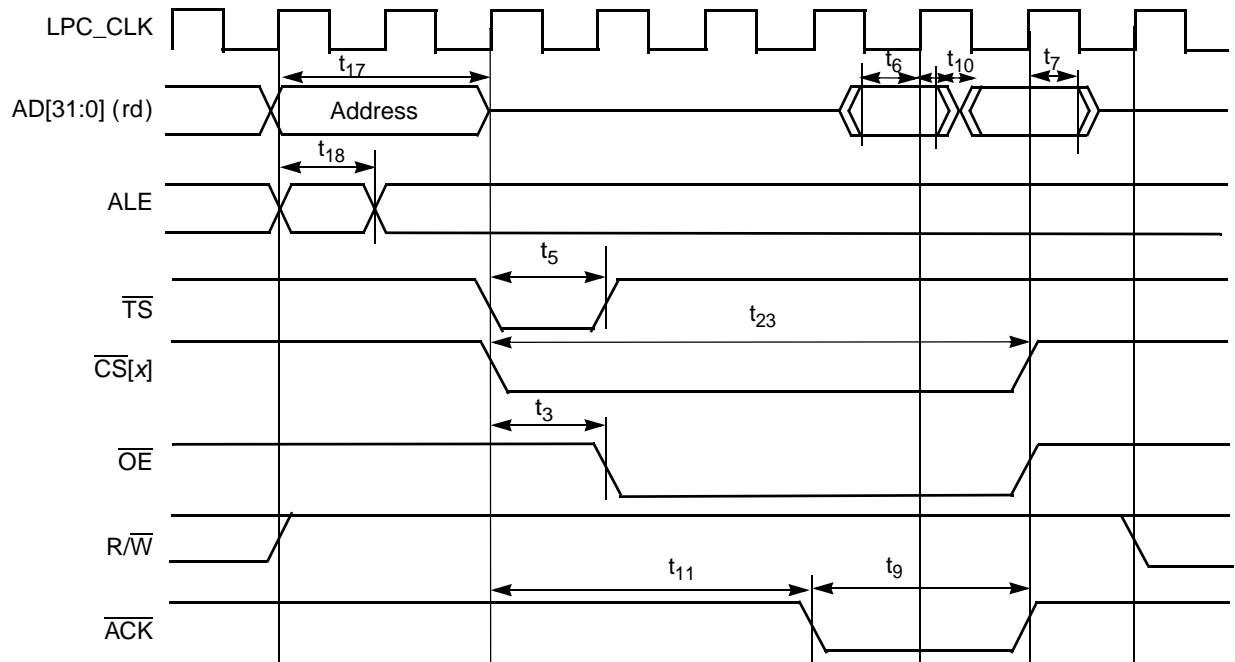 LPC_CLK
t17 t6 t10 t7
AD[31:0] (rd) Address
t18
ALE
t5
TS
t23
CS[x]
t3
OE
R/W
t11 t9
ACK